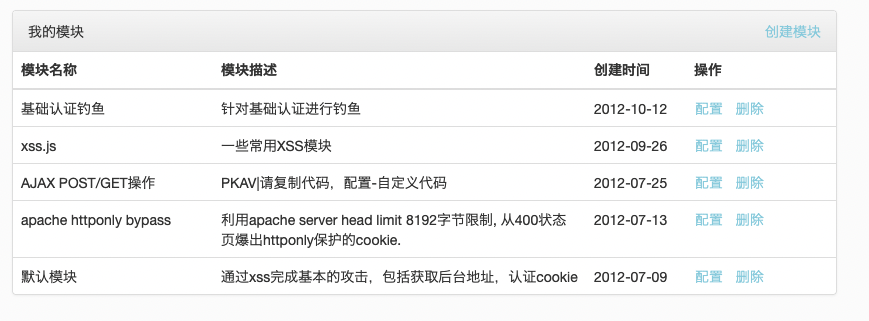 我的模块 创建模块
模块名称 模块描述 创建时间 操作
基础认证钓鱼 针对基础认证进行钓鱼 2012-10-12 配置 删除
xss.js 一些常用XSS模块 2012-09-26 配置 删除
AJAX POST/GET操作 PKAV|请复制代码，配置-自定义代码 2012-07-25 配置 删除
apache httponly bypass 利用apache server head limit 8192字节限制, 从400状态 2012-07-13 配置 删除
页爆出httponly保护的cookie.
默认模块 通过xss完成基本的攻击，包括获取后台地址，认证cookie 2012-07-09 配置 删除